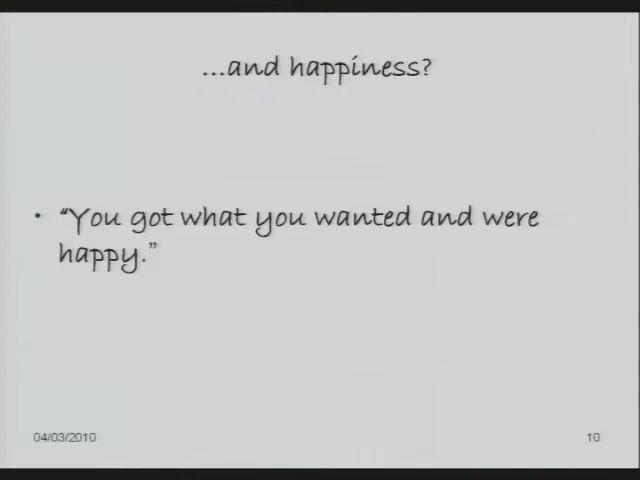 ...and happiness?
• “You got what you wanted and were
happy.”
04/03/2010
10